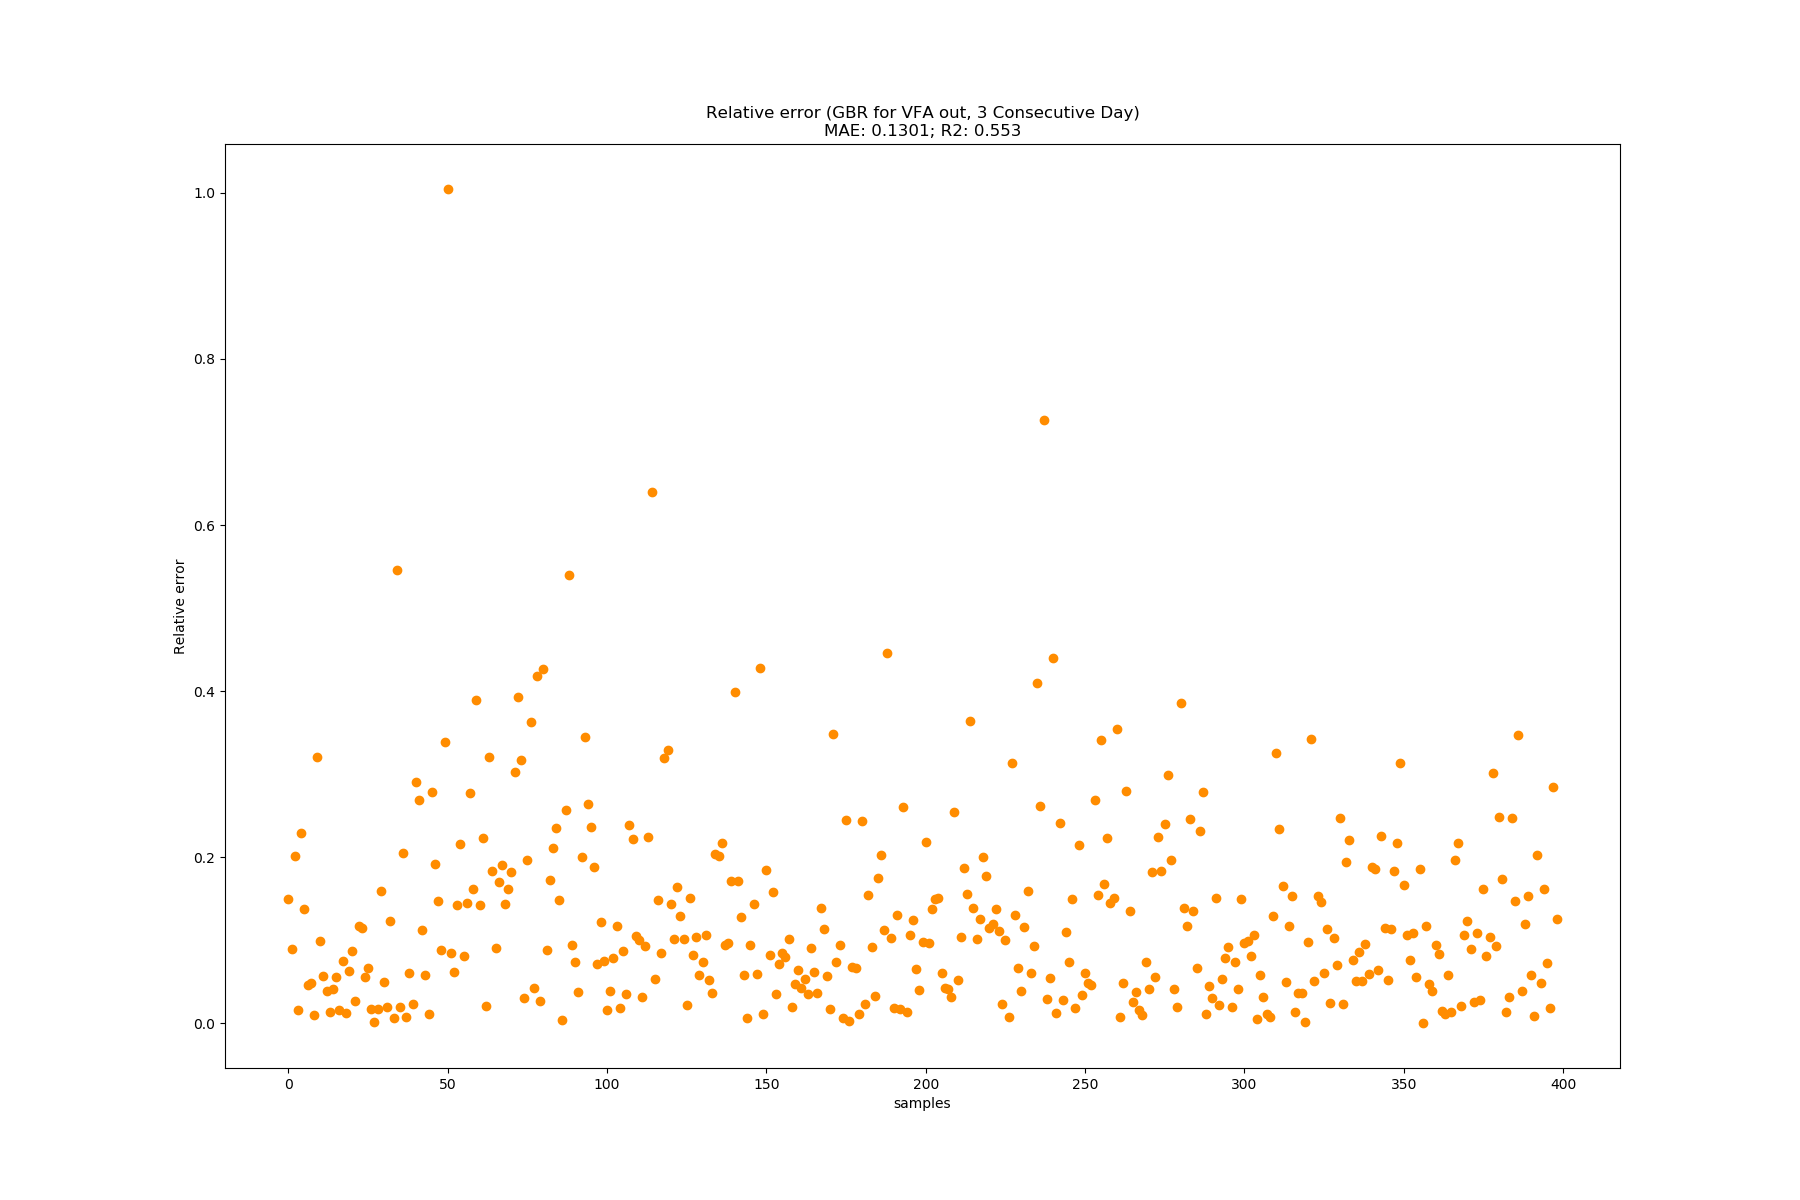 Relative error (GBR for VFA out, 3 Consecutive Day)
MAE: 0.1301; R2: 0.553
1.0
0.8
0.6
0.4
0.2
0.0
Relative error
0 50 100 150 200 250 300 350 400
samples